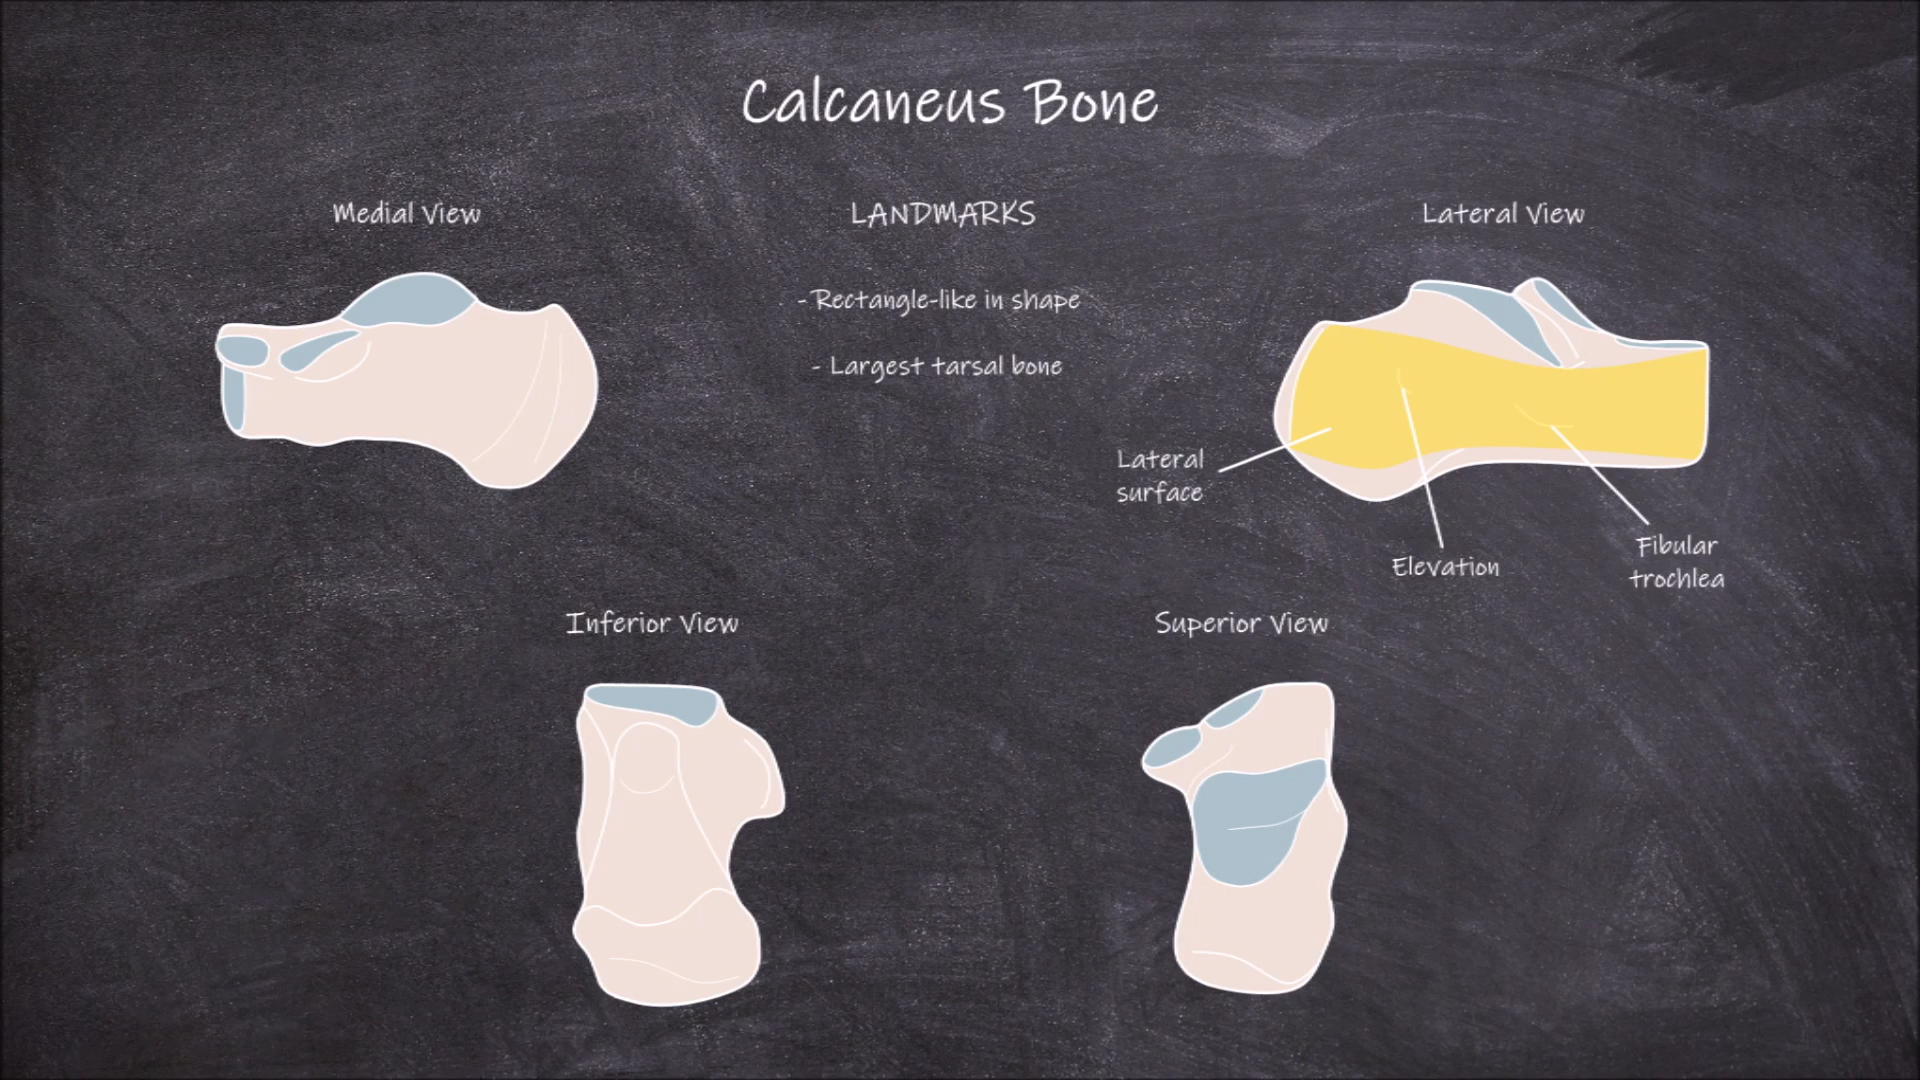 Calcaneus Bone
Medial View
LANDMARKS
Lateral View
- Rectangle-like in shape
- Largest tarsal bone
Lateral
surface
Elevation
Fibular
trochlea
Inferior View
Superior View